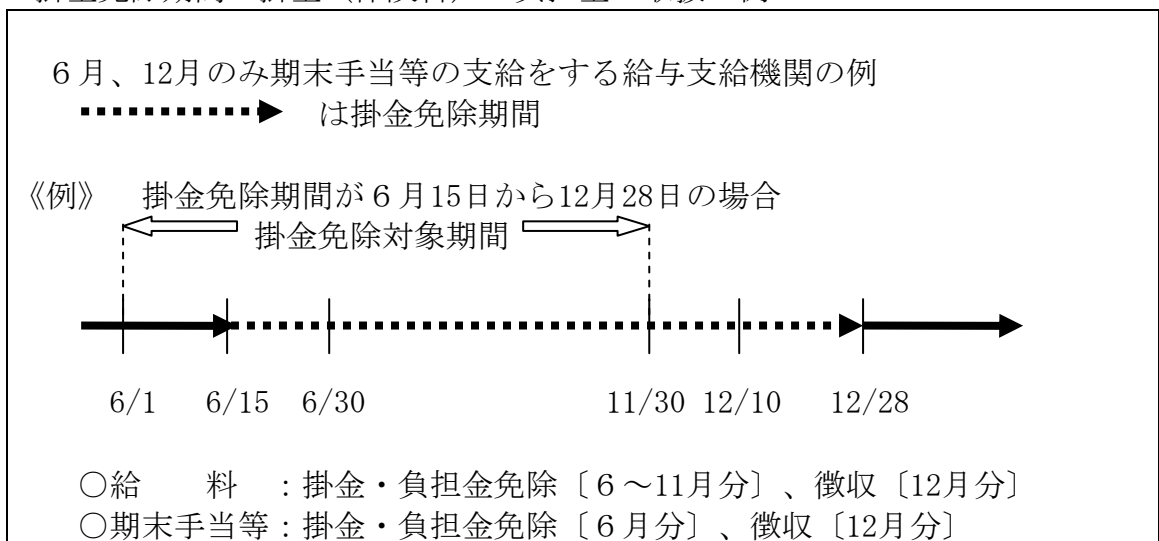 6月、12月のみ期末手当等の支給をする給与支給機関の例
は掛金免除期間
《例》 掛金免除期間が6月15日から12月28日の場合
掛金免除対象期間
6/1 6/15 6/30 11/30 12/10 12/28
○給 料 :掛金・負担金免除〔6~11月分〕、徴収〔12月分〕
○期末手当等:掛金・負担金免除〔6月分〕、徴収〔12月分〕